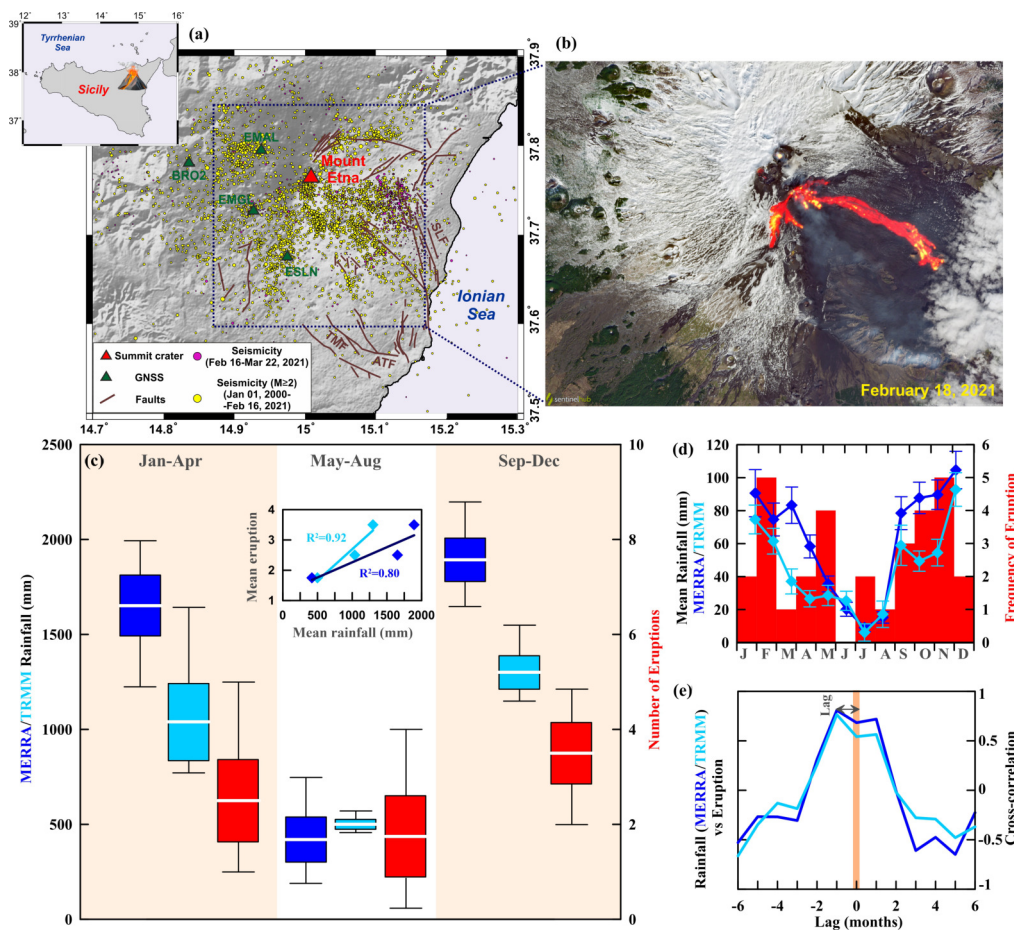 12˚ 13˚ 14˚ 15˚ 16˚
39˚
38˚
37˚
Tyrrhenian
Sea
Sicily
(a)
EMAL
BRO2
Mount
Etna
EMGL
ESLN
SLF
TMF
ATF
Ionian
Sea
Summit crater
GNSS
Faults
Seismicity
(Feb 16-Mar 22, 2021)
Seismicity (M≥2)
(Jan 01, 2000-
-Feb 16, 2021)
14.7˚ 14.8˚ 14.9˚ 15˚ 15.1˚ 15.2˚ 15.3˚
37.9˚
37.8˚
37.7˚
37.6˚
37.5˚
(b)
sentinelhub
February 18, 2021
(c)
Jan-Apr May-Aug Sep-Dec
MERRA/TRMM Rainfall (mm)
2500
2000
1500
1000
500
0
Number of Eruptions
10
8
6
4
2
0
Mean eruption
4
3
2
1
R²=0.92
R²=0.80
0 500 1000 1500 1900
Mean rainfall (mm)
(d)
Mean Rainfall (mm)
MERRA/TRMM
120
100
80
60
40
20
0
Frequency of Eruption
6
5
4
3
2
1
0
J F M A M J J A S O N D
(e)
Rainfall (MERRA/TRMM)
vs Eruption
Lag
Cross-correlation
1
0.5
0
-0.5
-1
-6 -4 -2 0 2 4 6
Lag (months)